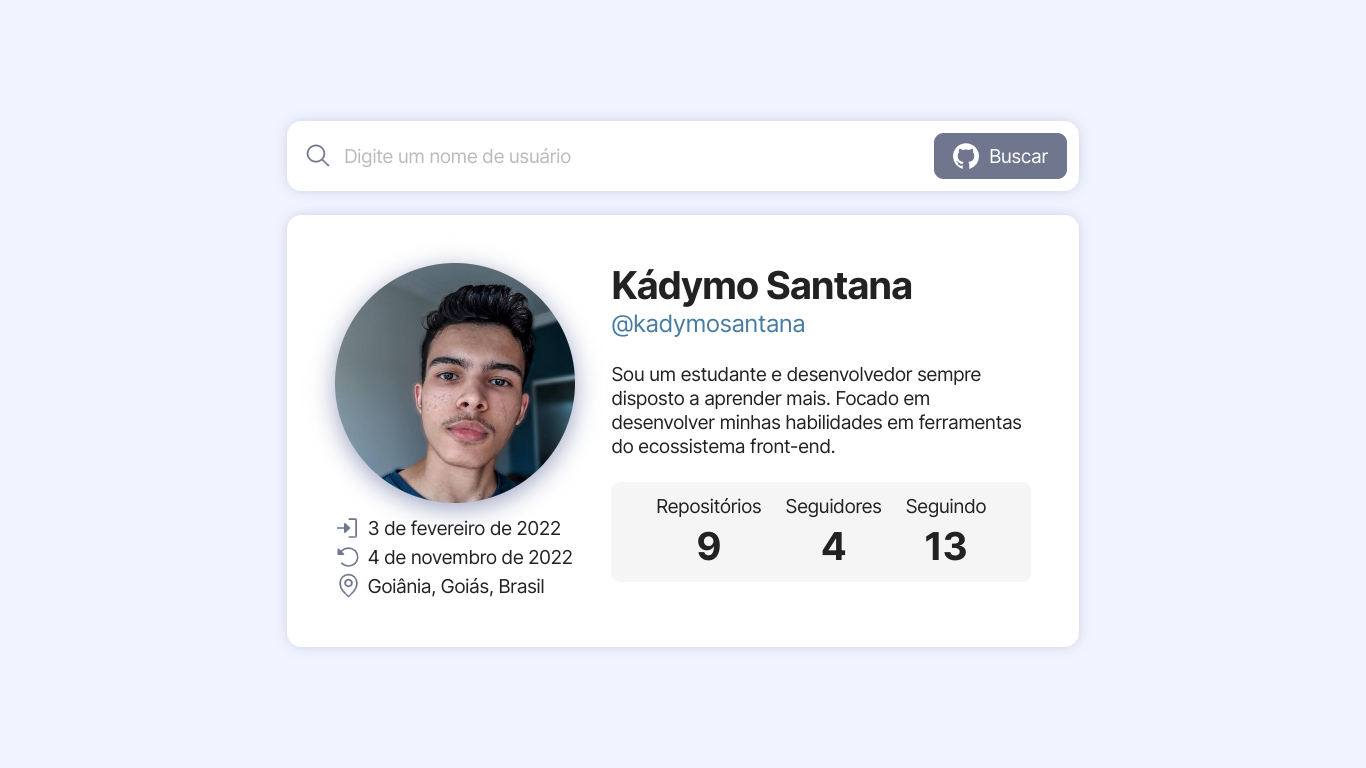 Digite um nome de usuário
Buscar
Kádymo Santana
@kadymosantana
Sou um estudante e desenvolvedor sempre
disposto a aprender mais. Focado em
desenvolver minhas habilidades em ferramentas
do ecossistema front-end.
Repositórios Seguidores Seguindo
9 4 13
3 de fevereiro de 2022
4 de novembro de 2022
Goiânia, Goiás, Brasil